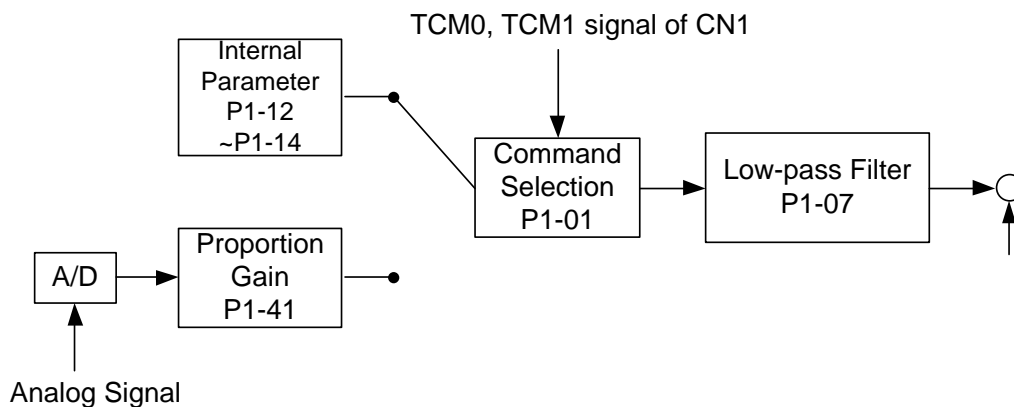 TCM0, TCM1 signal of CN1
Internal
Parameter
P1-12
~P1-14
Command
Selection
P1-01
Low-pass Filter
P1-07
Proportion
Gain
P1-41
A/D
Analog Signal